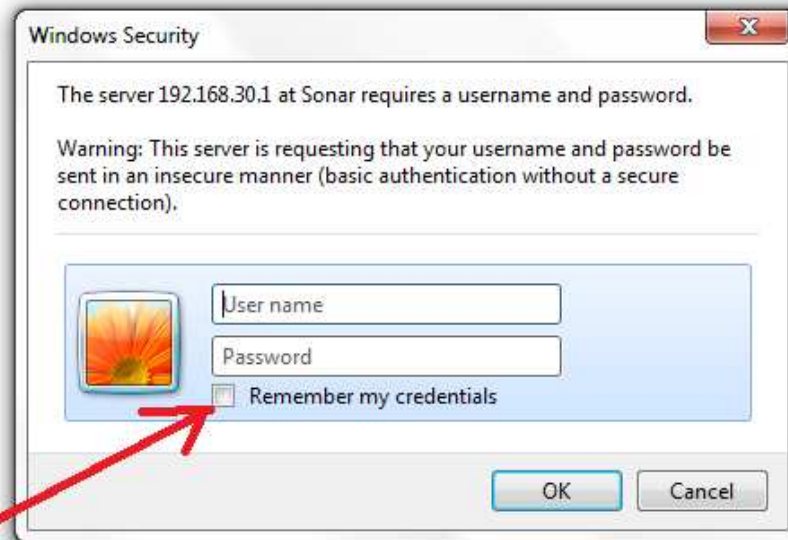 Windows Security
The server 192.168.30.1 at Sonar requires a username and password.
Warning: This server is requesting that your username and password be
sent in an insecure manner (basic authentication without a secure
connection).
User name
Password
Remember my credentials
OK
Cancel